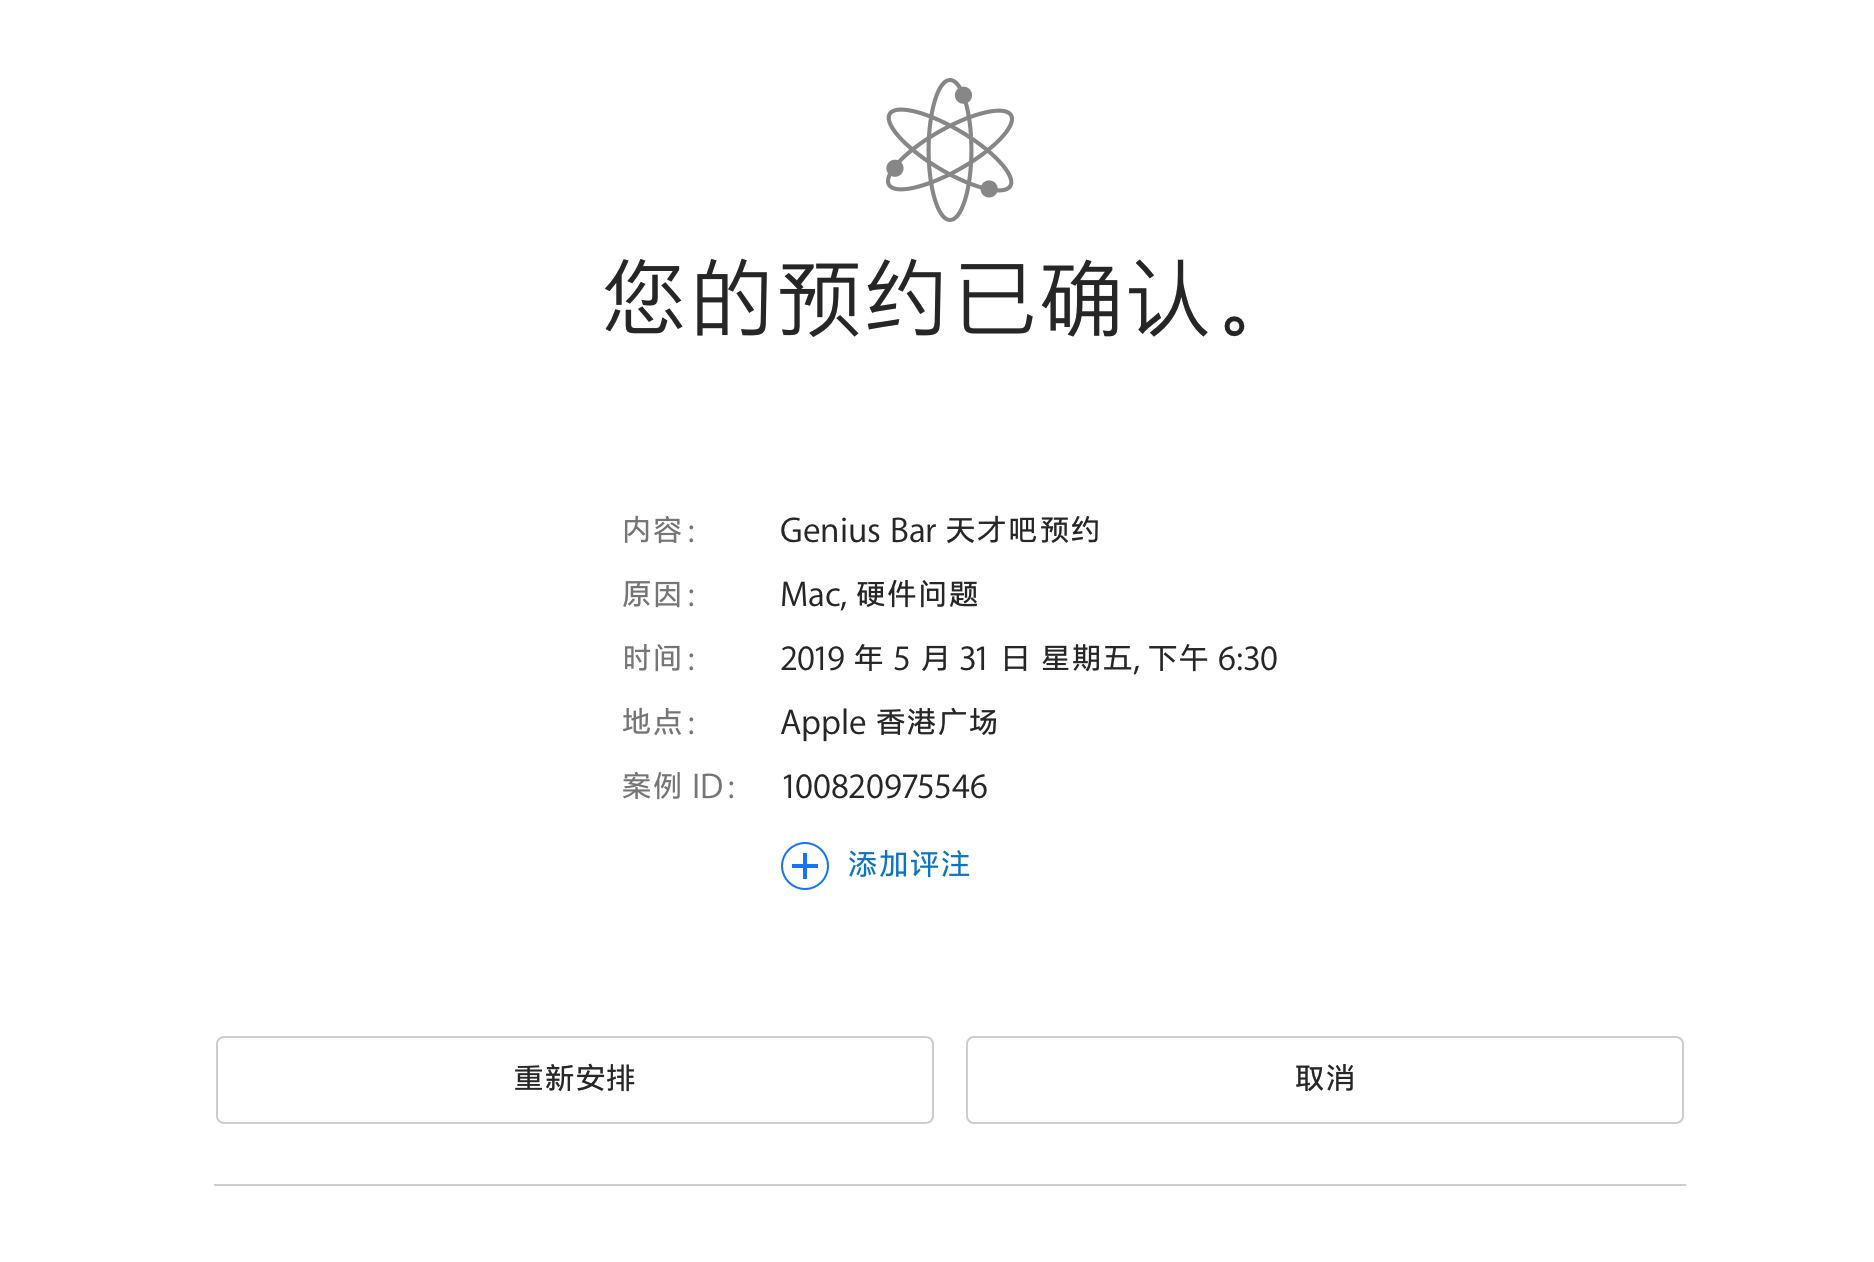 您的预约已确认。
内容： Genius Bar 天才吧预约
原因： Mac, 硬件问题
时间： 2019 年 5 月 31 日 星期五, 下午 6:30
地点： Apple 香港广场
案例 ID： 100820975546
添加评注
重新安排 取消